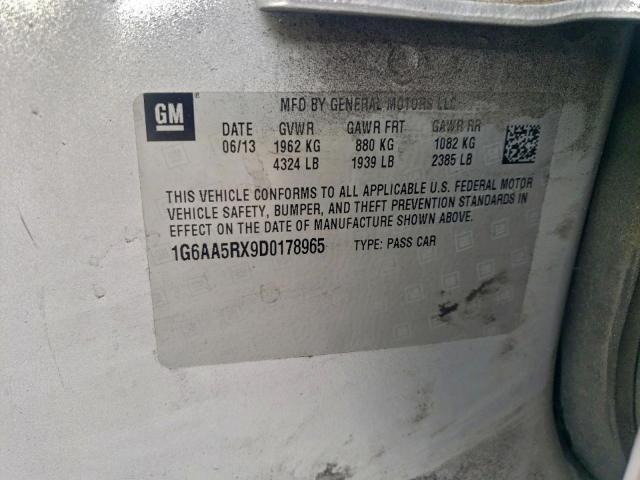 GM
MFD BY GENERAL MOTORS LLC
DATE GVWR GAWR FRT GAWR RR
06/13 1962 KG 880 KG 1082 KG
4324 LB 1939 LB 2385 LB
THIS VEHICLE CONFORMS TO ALL APPLICABLE U.S. FEDERAL MOTOR
VEHICLE SAFETY, BUMPER, AND THEFT PREVENTION STANDARDS IN
EFFECT ON THE DATE OF MANUFACTURE SHOWN ABOVE.
1G6AA5RX9D0178965 TYPE: PASS CAR